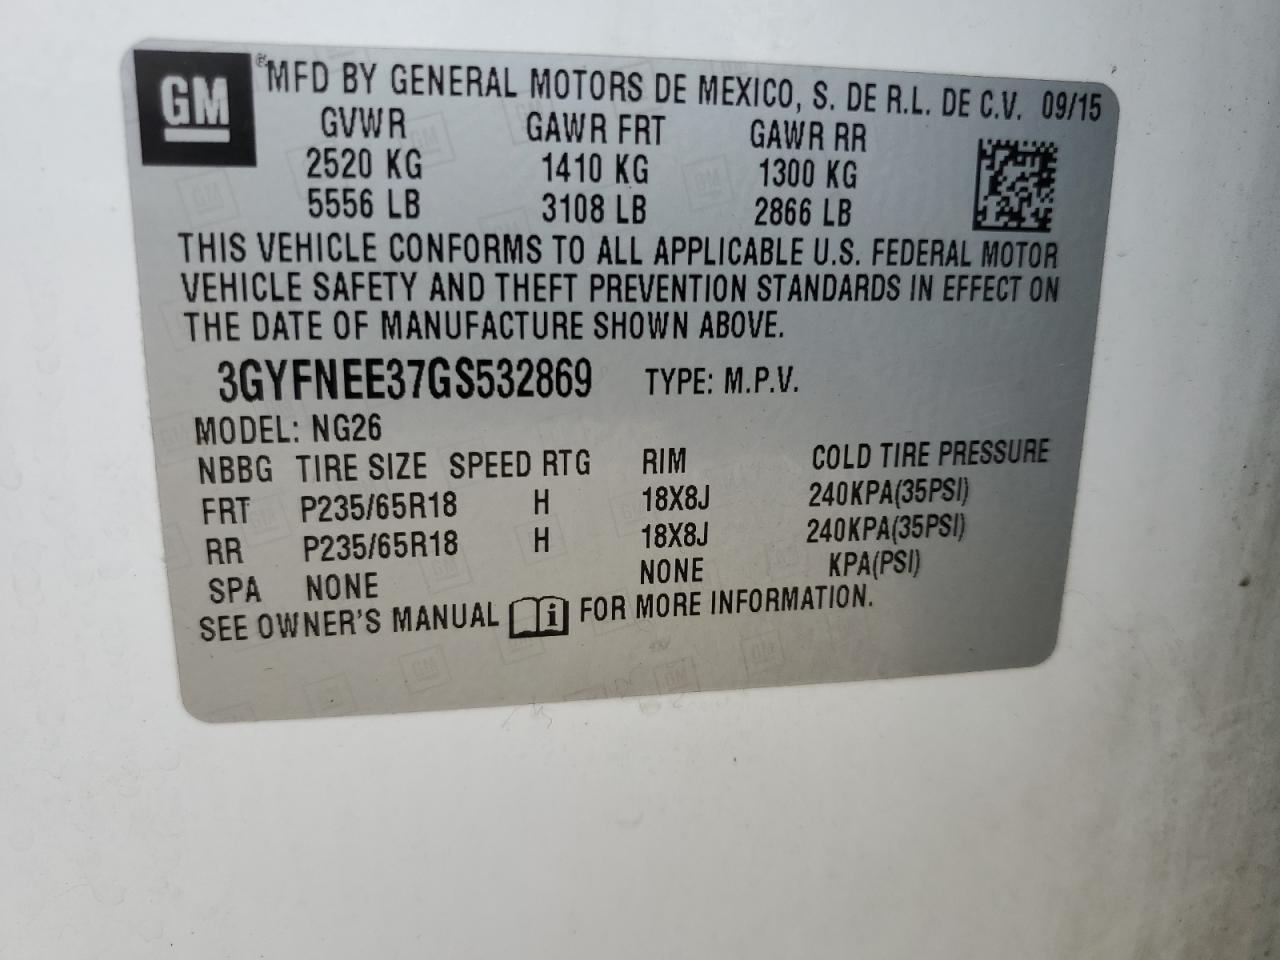 GM ® MFD BY GENERAL MOTORS DE MEXICO, S. DE R.L. DE C.V. 09/15
GVWR GAWR FRT GAWR RR
2520 KG 1410 KG 1300 KG
5556 LB 3108 LB 2866 LB
THIS VEHICLE CONFORMS TO ALL APPLICABLE U.S. FEDERAL MOTOR
VEHICLE SAFETY AND THEFT PREVENTION STANDARDS IN EFFECT ON
THE DATE OF MANUFACTURE SHOWN ABOVE.
3GYFNEE37GS532869 TYPE: M.P.V.
MODEL: NG26
NBBG TIRE SIZE SPEED RTG RIM COLD TIRE PRESSURE
FRT P235/65R18 H 18X8J 240KPA(35PSI)
RR P235/65R18 H 18X8J 240KPA(35PSI)
SPA NONE NONE KPA(PSI)
SEE OWNER'S MANUAL i FOR MORE INFORMATION.